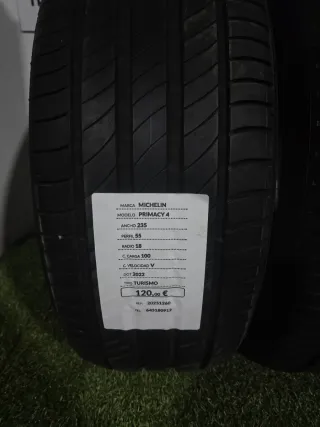 MARCA MICHELIN
MODELO PRIMACY 4
ANCHO 235
PERFIL 55
RADIO 18
C. CARGA 100
C. VELOCIDAD V
DOT 2022
TIPO TURISMO
120,00 €